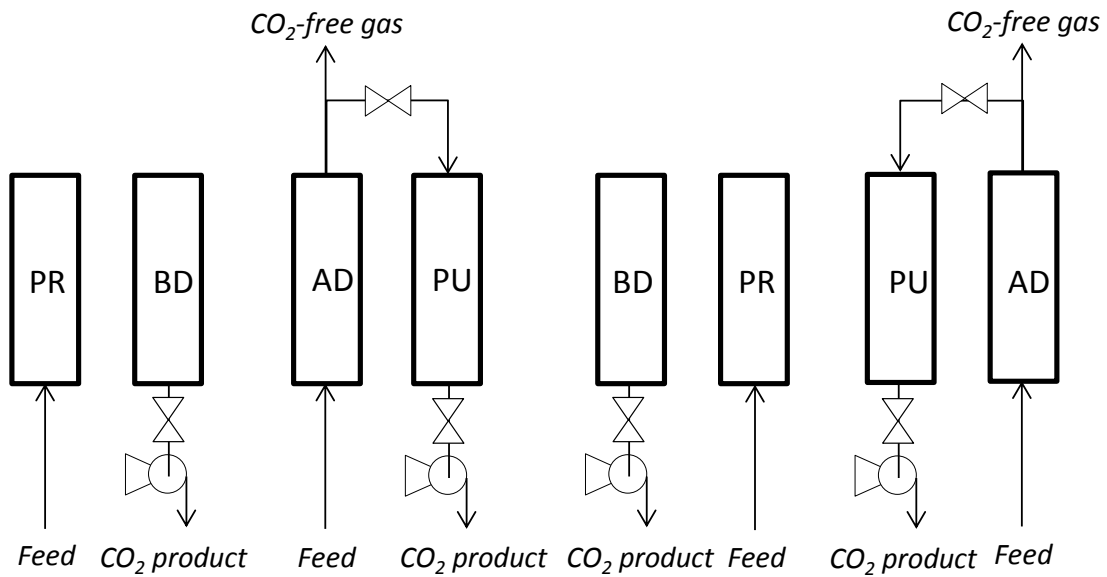 CO₂-free gas
CO₂-free gas
PR
BD
AD
PU
BD
PR
PU
AD
Feed
CO₂ product
Feed
CO₂ product
CO₂ product
Feed
CO₂ product
Feed